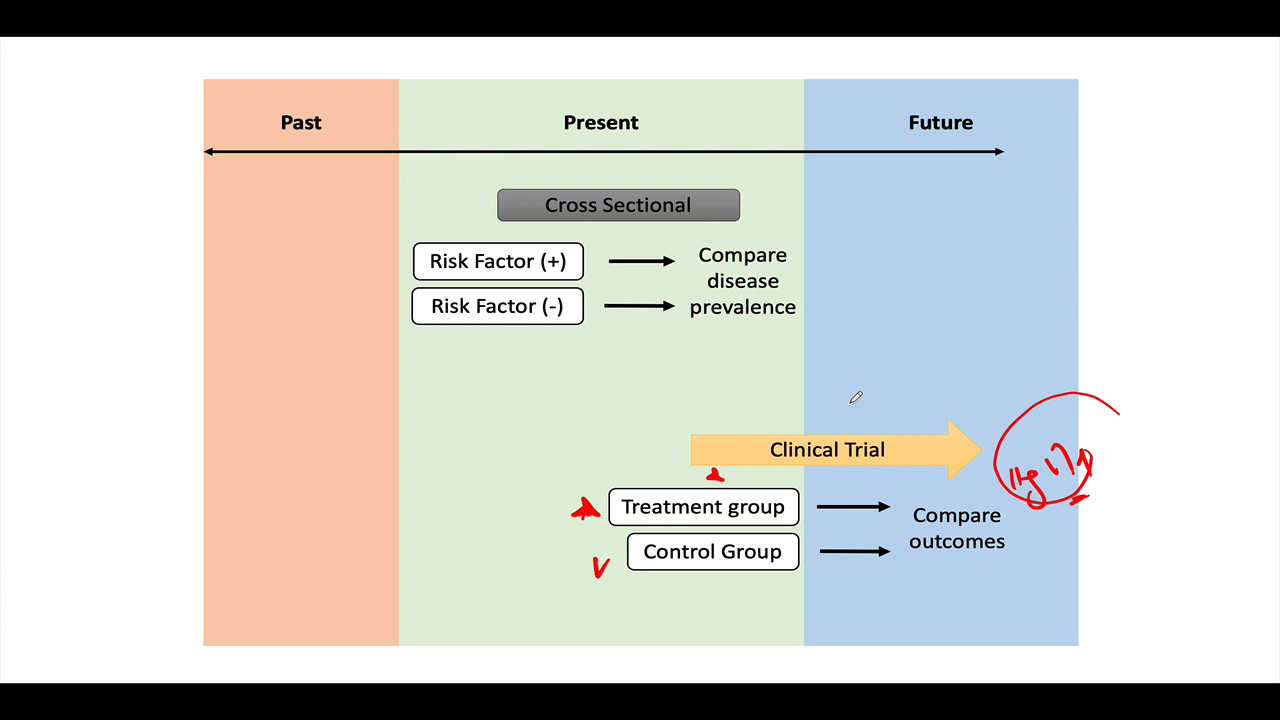 Past
Present
Future
Cross Sectional
Risk Factor (+)
Risk Factor (-)
Compare
disease
prevalence
Clinical Trial
Treatment group
Control Group
Compare
outcomes